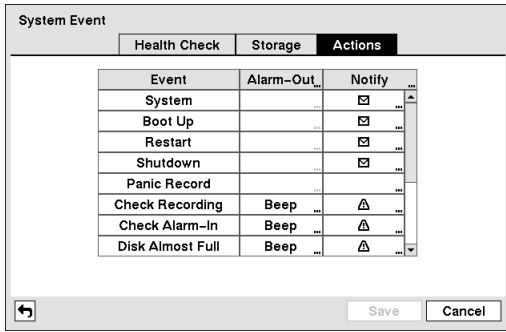 System Event
Health Check Storage Actions
Event Alarm-Out... Notify ...
System ... ...
Boot Up ... ...
Restart ... ...
Shutdown ... ...
Panic Record ... ...
Check Recording Beep ... ...
Check Alarm-In Beep ... ...
Disk Almost Full Beep ... ...
Save Cancel